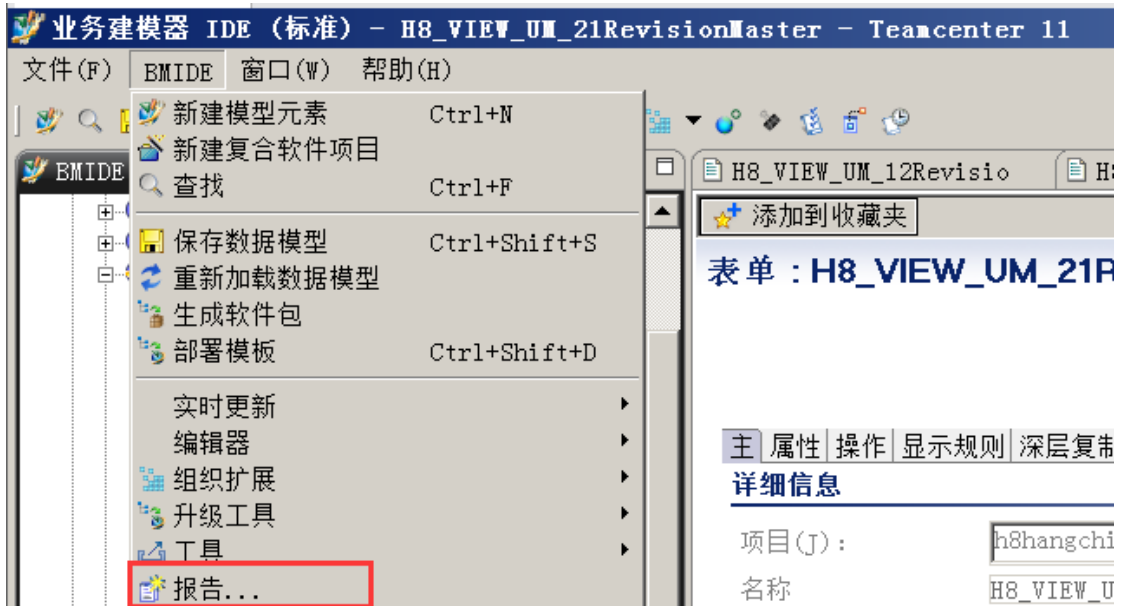 业务建模器 IDE (标准) - H8_VIEW_UM_21RevisionMaster - Teamcenter 11
文件(F) BMIDE 窗口(W) 帮助(H)
新建模型元素 Ctrl+N
新建复合软件项目
查找 Ctrl+F
保存数据模型 Ctrl+Shift+S
重新加载数据模型
生成软件包
部署模板 Ctrl+Shift+D
实时更新
编辑器
组织扩展
升级工具
工具
报告...
BMIDE
H8_VIEW_UM_12Revisio H
添加到收藏夹
表单：H8_VIEW_UM_21R
主 属性 操作 显示规则 深层复制
详细信息
项目(J)： h8hangchi
名称 H8_VIEW_U